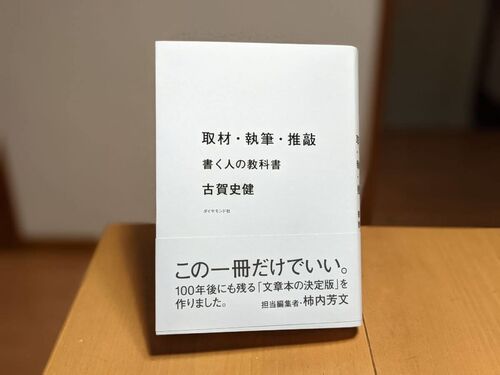 取材・執筆・推敲
書く人の教科書
古賀史健
ダイヤモンド社
この一冊だけでいい。
100年後にも残る「文章本の決定版」を
作りました。
担当編集者・柿内芳文